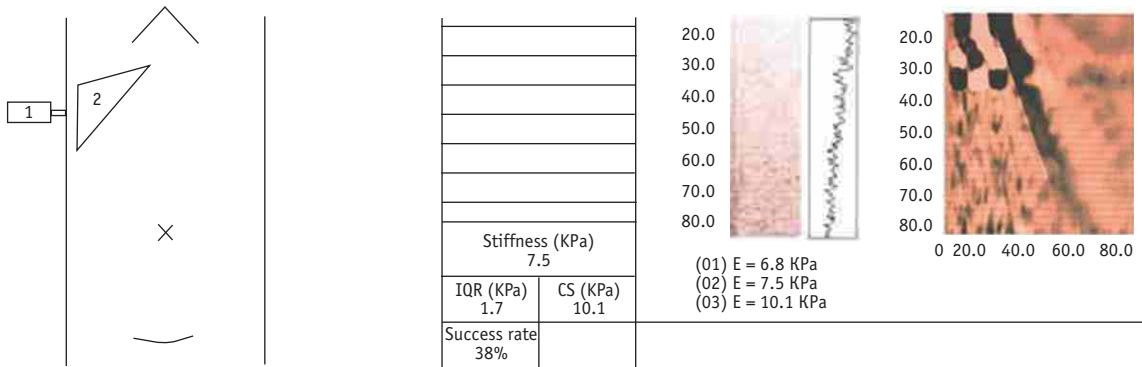 1
2
Stiffness (KPa)
7.5
IQR (KPa)
1.7
CS (KPa)
10.1
Success rate
38%
20.0
30.0
40.0
50.0
60.0
70.0
80.0
(01) E = 6.8 KPa
(02) E = 7.5 KPa
(03) E = 10.1 KPa
20.0
30.0
40.0
50.0
60.0
70.0
80.0
0 20.0 40.0 60.0 80.0